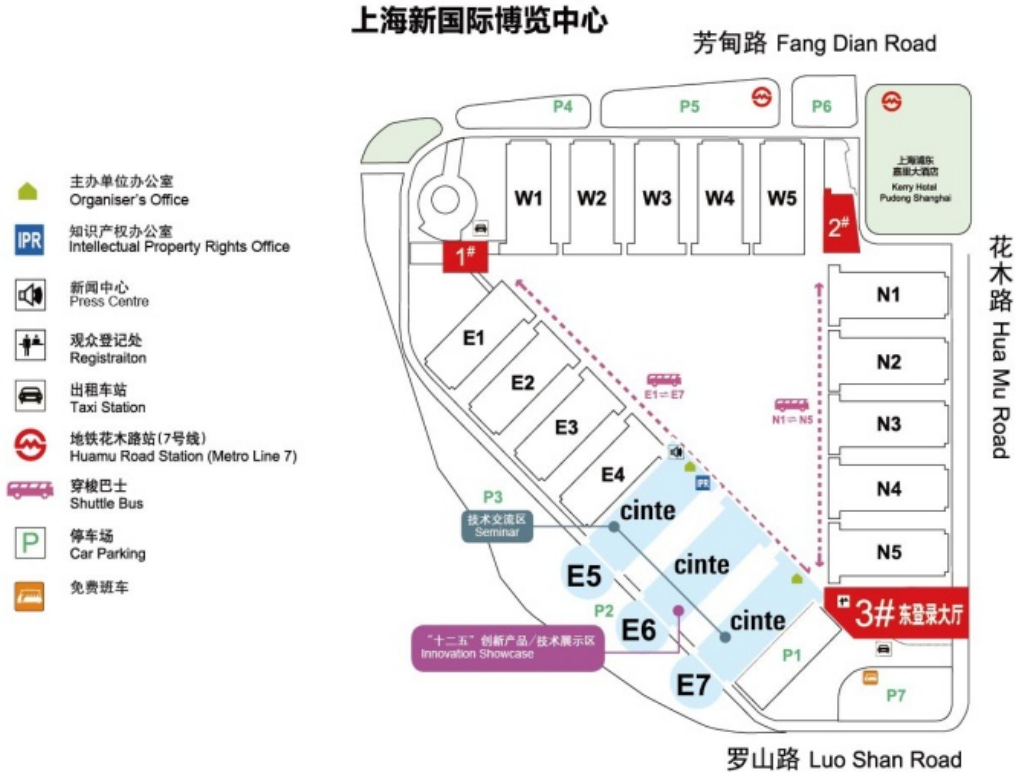 上海新国际博览中心
芳甸路 Fang Dian Road
P4
P5
P6
上海浦东
嘉里大酒店
Kerry Hotel
Pudong Shanghai
主办单位办公室
Organiser's Office
IPR
知识产权办公室
Intellectual Property Rights Office
新闻中心
Press Centre
观众登记处
Registraiton
出租车站
Taxi Station
地铁花木路站(7号线)
Huamu Road Station (Metro Line 7)
穿梭巴士
Shuttle Bus
P
停车场
Car Parking
免费班车
W1
W2
W3
W4
W5
2#
1#
花木路 Hua Mu Road
N1
N2
N3
N4
N5
E1
E2
E3
E4
E1⇌E7
N1⇌N5
IPR
P3
技术交流区
Seminar
cinte
cinte
cinte
E5
P2
E6
E7
“十二五”创新产品/技术展示区
Innovation Showcase
3# 东登录大厅
P1
P7
罗山路 Luo Shan Road